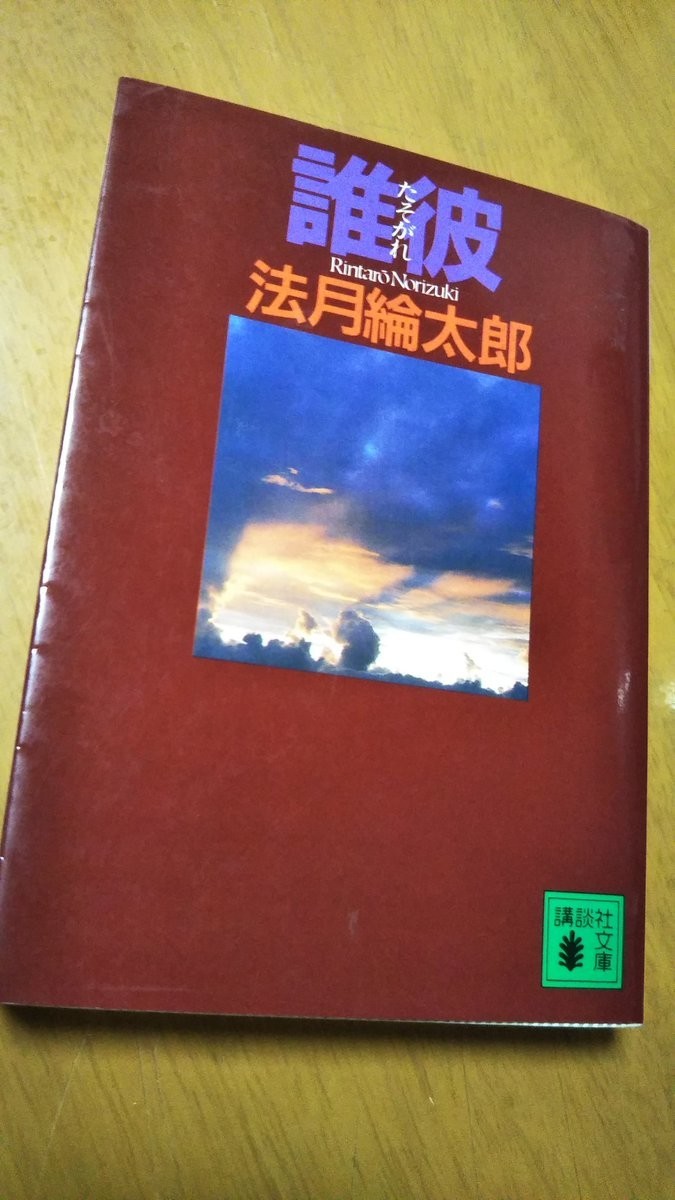 誰彼
たそがれ
Rintarō Norizuki
法月綸太郎
講談社
文庫